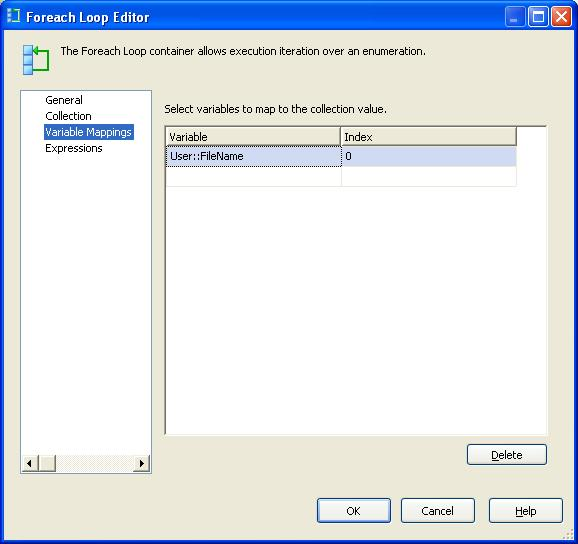 Foreach Loop Editor
The Foreach Loop container allows execution iteration over an enumeration.
General
Collection
Variable Mappings
Expressions
Select variables to map to the collection value.
Variable Index
User::FileName 0
Delete
OK Cancel Help